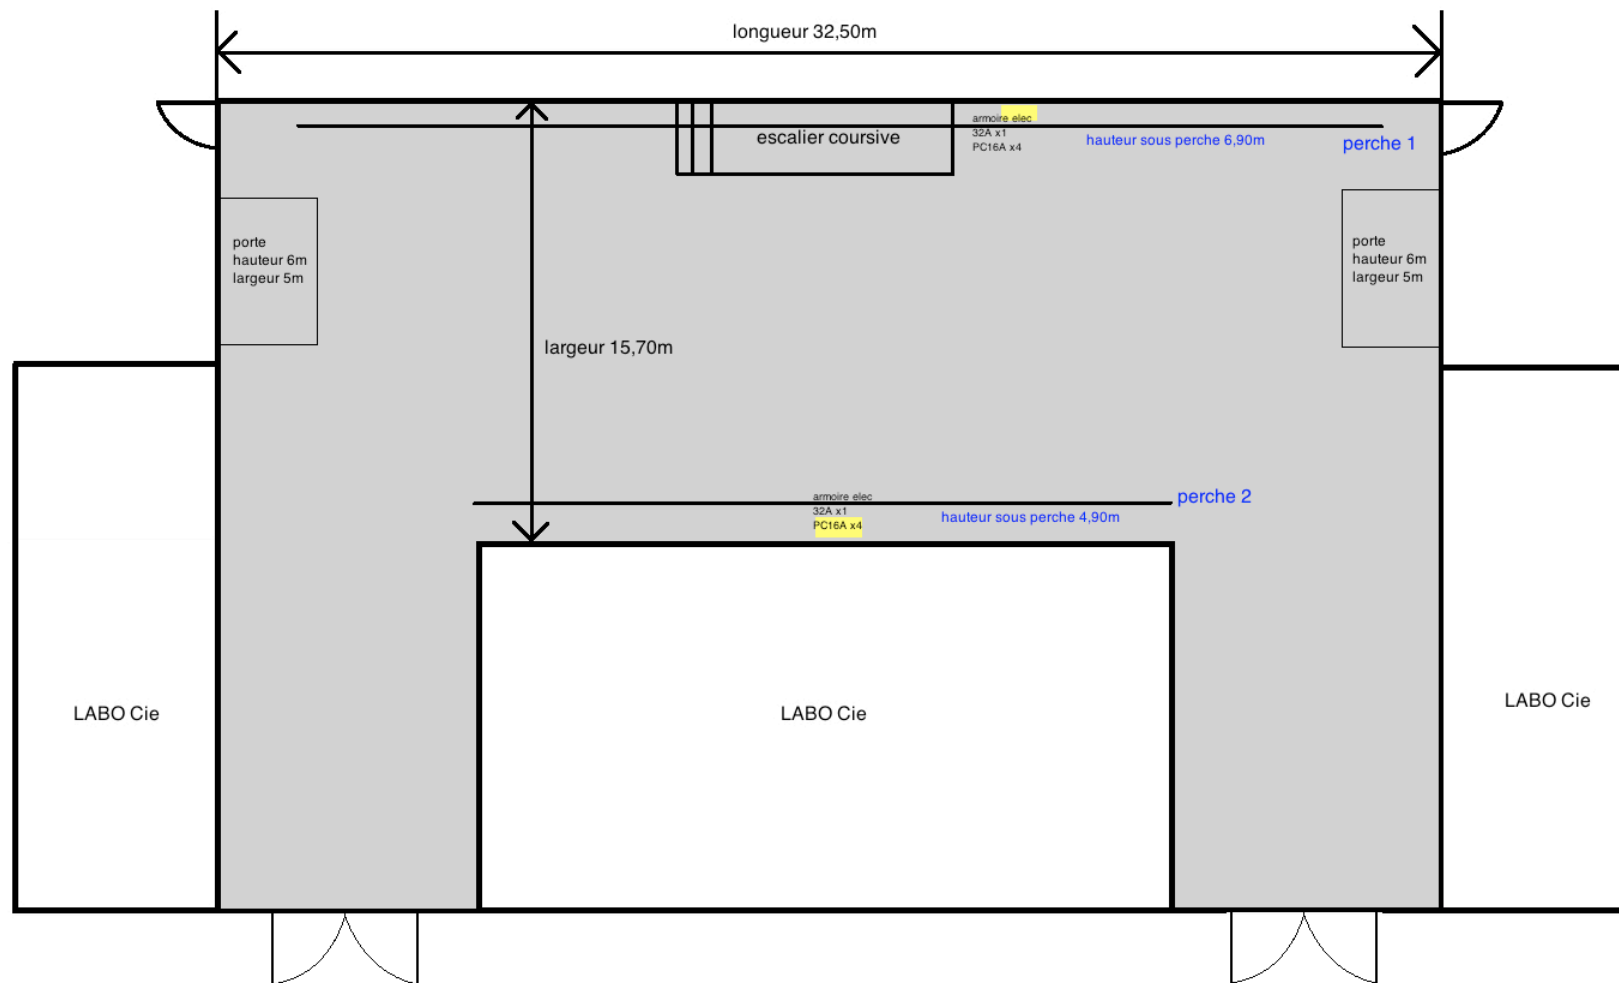 longueur 32,50m
armoire elec
32A x1
PC16A x4
escalier coursive
hauteur sous perche 6,90m
perche 1
porte
hauteur 6m
largeur 5m
porte
hauteur 6m
largeur 5m
largeur 15,70m
armoire elec
32A x1
PC16A x4
perche 2
hauteur sous perche 4,90m
LABO Cie
LABO Cie
LABO Cie